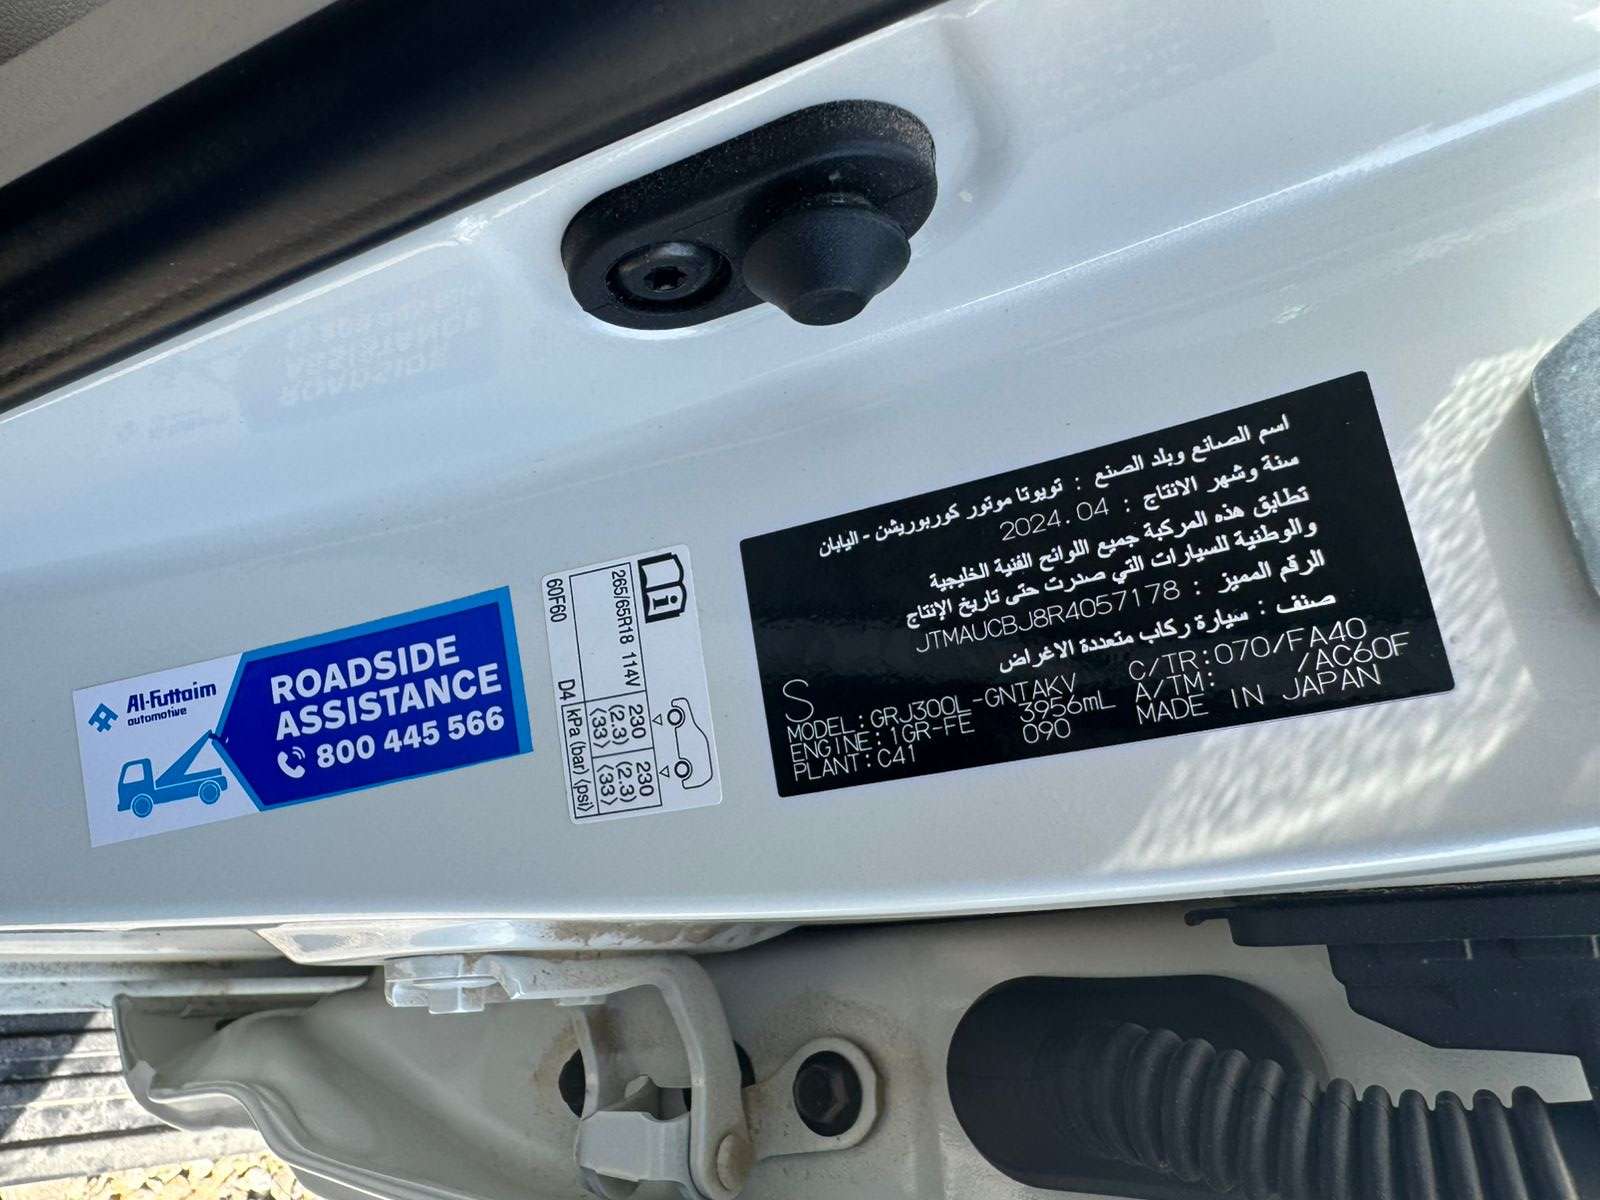 اسم الصانع وبلد الصنع : تويوتا موتور كوربوريشن - اليابان
سنة وشهر الانتاج : 2024.04
تطابق هذه المركبة جميع اللوائح الفنية الخليجية
والوطنية للسيارات التي صدرت حتى تاريخ الإنتاج
الرقم المميز : JTMAUCBJ8R4057178
صنف : سيارة ركاب متعددة الاغراض
S C/TR:070/FA40
MODEL:GRJ300L-GNTAKV A/TM: /AC60F
ENGINE:1GR-FE 3956mL MADE IN JAPAN
PLANT:C41 090
265/65R18 114V
230 (2.3) ⟨33⟩
230 (2.3) ⟨33⟩
60F60 D4 kPa (bar) ⟨psi⟩
Al-Futtaim
automotive
ROADSIDE
ASSISTANCE
800 445 566